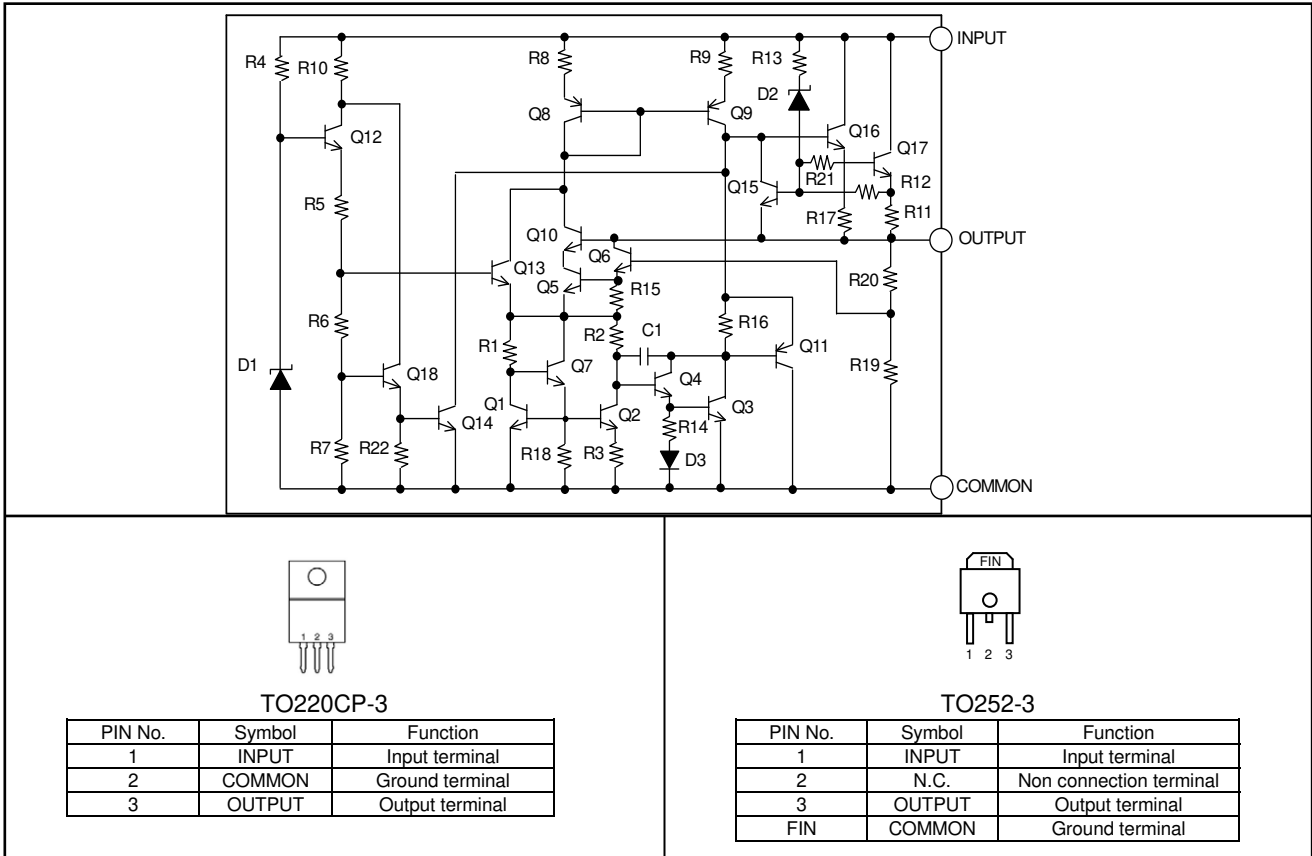 INPUT
R4
R10
R8
R9
R13
D2
Q8
Q9
Q12
Q16
Q17
R21
Q15
R12
R5
R17
R11
Q10
OUTPUT
Q6
Q13
Q5
R15
R20
R6
R2
C1
R16
R1
Q11
D1
Q7
R19
Q18
Q4
Q1
Q2
Q3
Q14
R14
R7
R22
R18
R3
D3
COMMON
1 2 3
TO220CP-3
PIN No. Symbol Function
1 INPUT Input terminal
2 COMMON Ground terminal
3 OUTPUT Output terminal
FIN
1 2 3
TO252-3
PIN No. Symbol Function
1 INPUT Input terminal
2 N.C. Non connection terminal
3 OUTPUT Output terminal
FIN COMMON Ground terminal